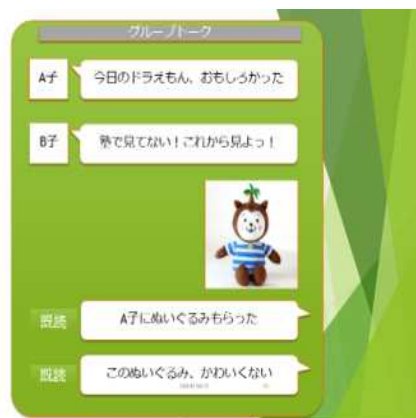 グループトーク
A子
今日のドラえもん、おもしろかった
B子
塾で見てない！これから見よっ！
既読
A子にぬいぐるみもらった
既読
このぬいぐるみ、かわいくない